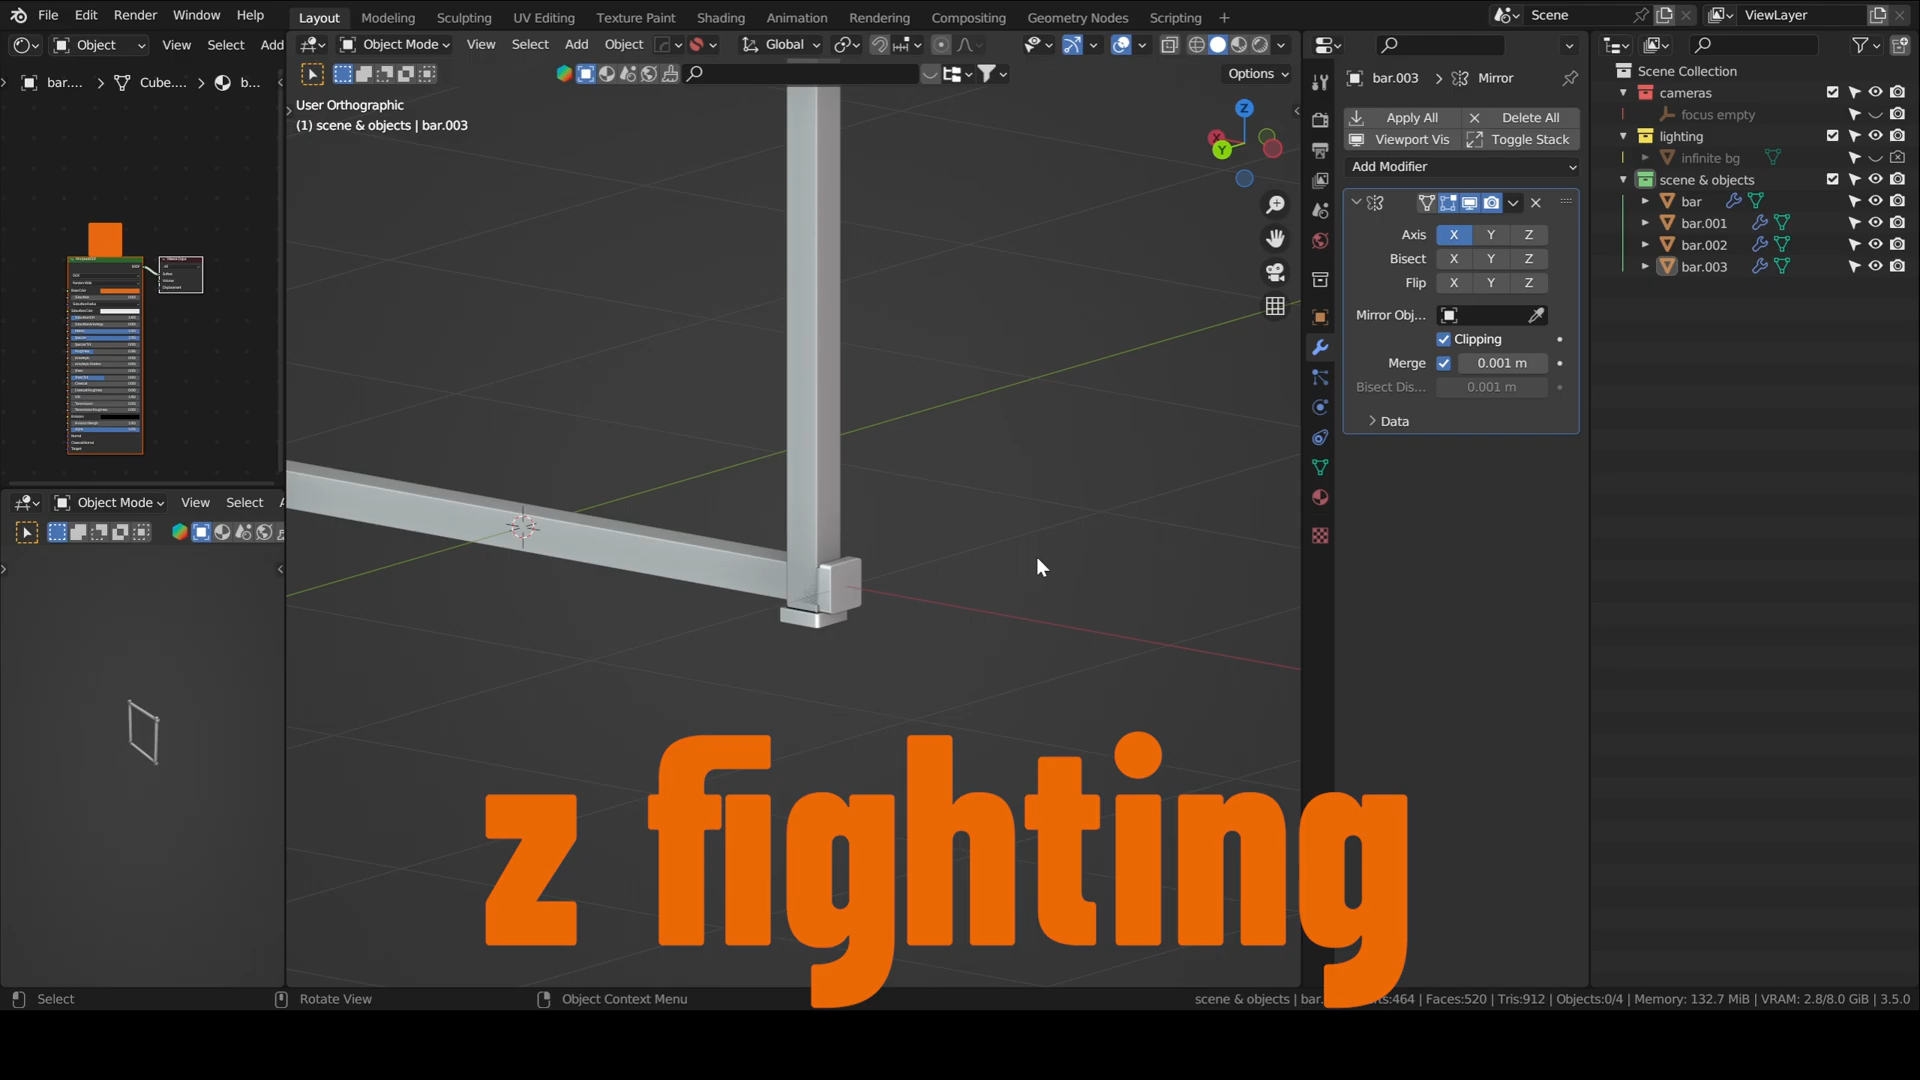 File Edit Render Window Help
Layout Modeling Sculpting UV Editing Texture Paint Shading Animation Rendering Compositing Geometry Nodes Scripting +
Scene
ViewLayer
Object View Select Add
bar.... > Cube.... > b...
Object Mode View Select Add Object
Global
Options
User Orthographic
(1) scene & objects | bar.003
Z
X
Y
bar.003 > Mirror
Apply All
Delete All
Viewport Vis
Toggle Stack
Add Modifier
Axis X Y Z
Bisect X Y Z
Flip X Y Z
Mirror Obj...
Clipping
Merge 0.001 m
Bisect Dis... 0.001 m
Data
Scene Collection
cameras
focus empty
lighting
infinite bg
scene & objects
bar
bar.001
bar.002
bar.003
Object Mode View Select
z fighting
Select
Rotate View
Object Context Menu
scene & objects | bar. :464 | Faces:520 | Tris:912 | Objects:0/4 | Memory: 132.7 MiB | VRAM: 2.8/8.0 GiB | 3.5.0